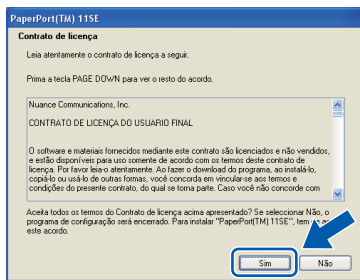 PaperPort(TM) 11SE
Contrato de licença
Leia atentamente o contrato de licença a seguir.
Prima a tecla PAGE DOWN para ver o resto do acordo.
Nuance Communications, Inc.
CONTRATO DE LICENÇA DO USUARIO FINAL
O software e materiais fornecidos mediante este contrato são licenciados e não vendidos,
e estão disponíveis para uso somente de acordo com os termos deste contrato de
licença. Por favor leia-o atentamente. Ao fazer o download do programa, ao instalá-lo,
copiá-lo ou usá-lo de outras formas, você concorda em vincular-se aos termos e
condições do presente contrato, do qual se torna parte. Caso você não concorde com
Aceita todos os termos do Contrato de licença acima apresentado? Se seleccionar Não, o
programa de configuração será encerrado. Para instalar "PaperPort(TM) 11SE", tem
este acordo.
Sim
Não